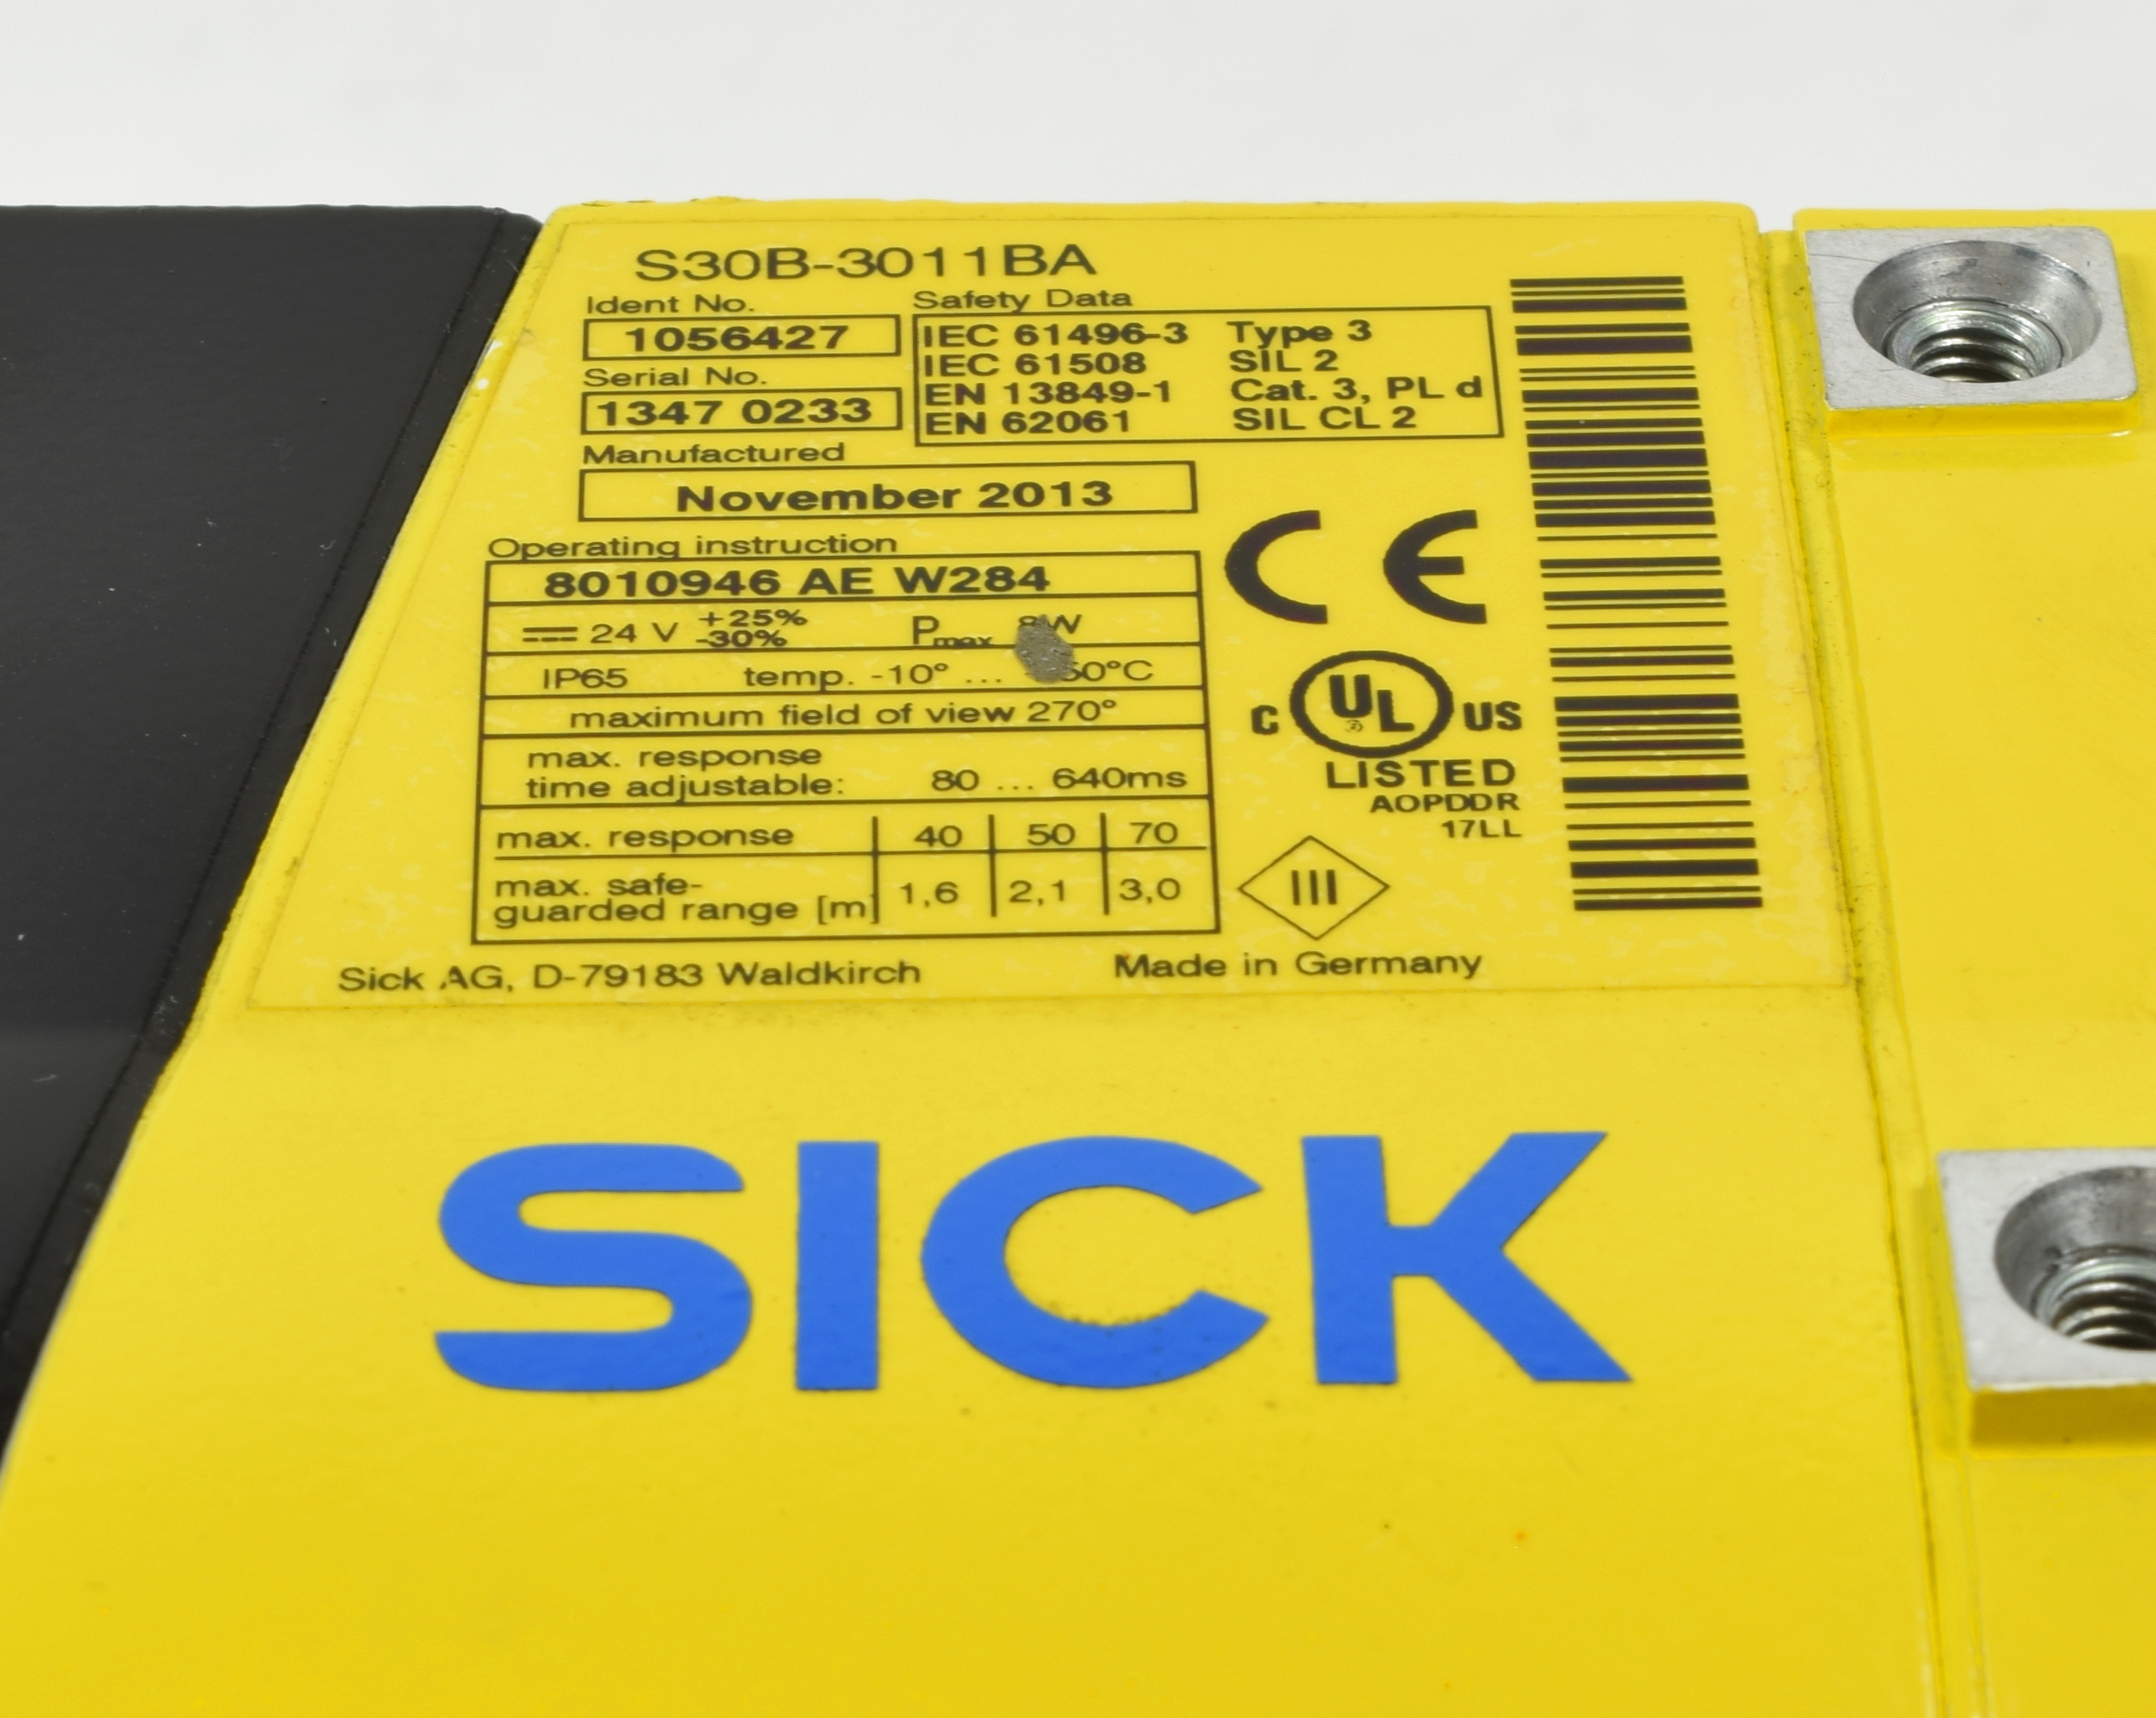 S30B-3011BA
Ident No.
1056427
Serial No.
1347 0233
Safety Data
IEC 61496-3 Type 3
IEC 61508 SIL 2
EN 13849-1 Cat. 3, PL d
EN 62061 SIL CL 2
Manufactured
November 2013
Operating instruction
8010946 AE W284
24 V +25% -30% Pmax 8W
IP65 temp. -10° ...
maximum field of view 270°
max. response
time adjustable: 80 ... 640ms
max. response 40 50 70
max. safe-
guarded range [m] 1,6 2,1 3,0
CE
C UL ® US
LISTED
AOPDDR
17LL
III
Sick AG, D-79183 Waldkirch
Made in Germany
SICK